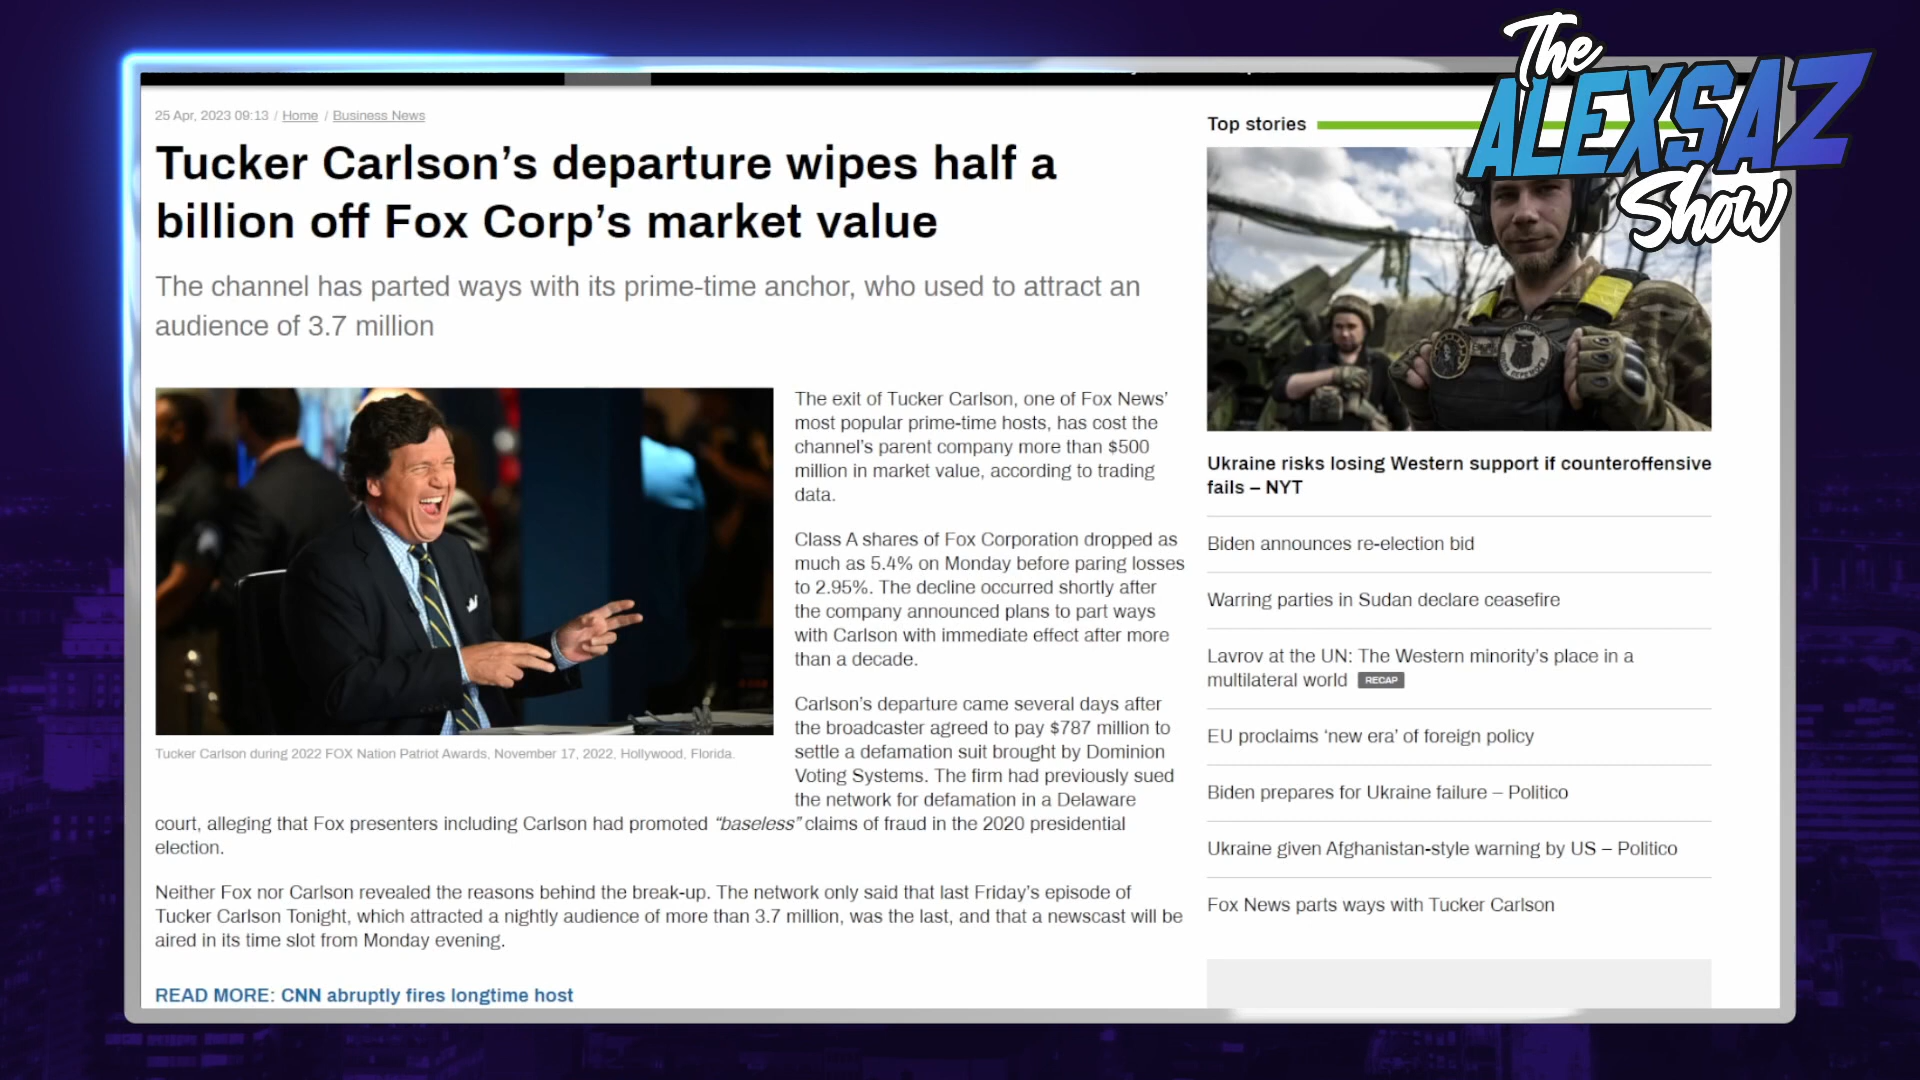 The
ALEXSAZ
Show
25 Apr, 2023 09:13 / Home / Business News
Tucker Carlson’s departure wipes half a
billion off Fox Corp’s market value
The channel has parted ways with its prime-time anchor, who used to attract an
audience of 3.7 million
The exit of Tucker Carlson, one of Fox News’
most popular prime-time hosts, has cost the
channel’s parent company more than $500
million in market value, according to trading
data.
Class A shares of Fox Corporation dropped as
much as 5.4% on Monday before paring losses
to 2.95%. The decline occurred shortly after
the company announced plans to part ways
with Carlson with immediate effect after more
than a decade.
Carlson’s departure came several days after
the broadcaster agreed to pay $787 million to
settle a defamation suit brought by Dominion
Voting Systems. The firm had previously sued
the network for defamation in a Delaware
court, alleging that Fox presenters including Carlson had promoted “baseless” claims of fraud in the 2020 presidential
election.
Tucker Carlson during 2022 FOX Nation Patriot Awards, November 17, 2022, Hollywood, Florida.
Neither Fox nor Carlson revealed the reasons behind the break-up. The network only said that last Friday’s episode of
Tucker Carlson Tonight, which attracted a nightly audience of more than 3.7 million, was the last, and that a newscast will be
aired in its time slot from Monday evening.
READ MORE: CNN abruptly fires longtime host
Top stories
Ukraine risks losing Western support if counteroffensive
fails – NYT
Biden announces re-election bid
Warring parties in Sudan declare ceasefire
Lavrov at the UN: The Western minority’s place in a
multilateral world RECAP
EU proclaims ‘new era’ of foreign policy
Biden prepares for Ukraine failure – Politico
Ukraine given Afghanistan-style warning by US – Politico
Fox News parts ways with Tucker Carlson